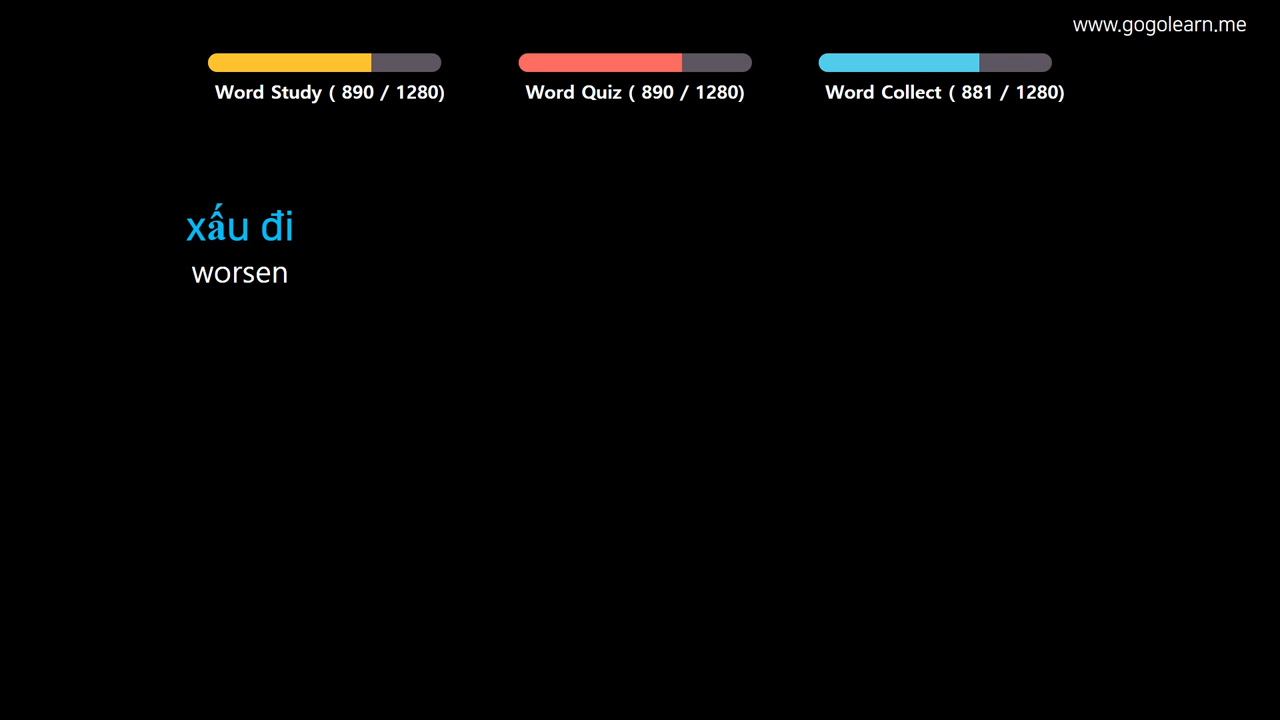 www.gogolearn.me
Word Study ( 890 / 1280)
Word Quiz ( 890 / 1280)
Word Collect ( 881 / 1280)
xấu đi
worsen